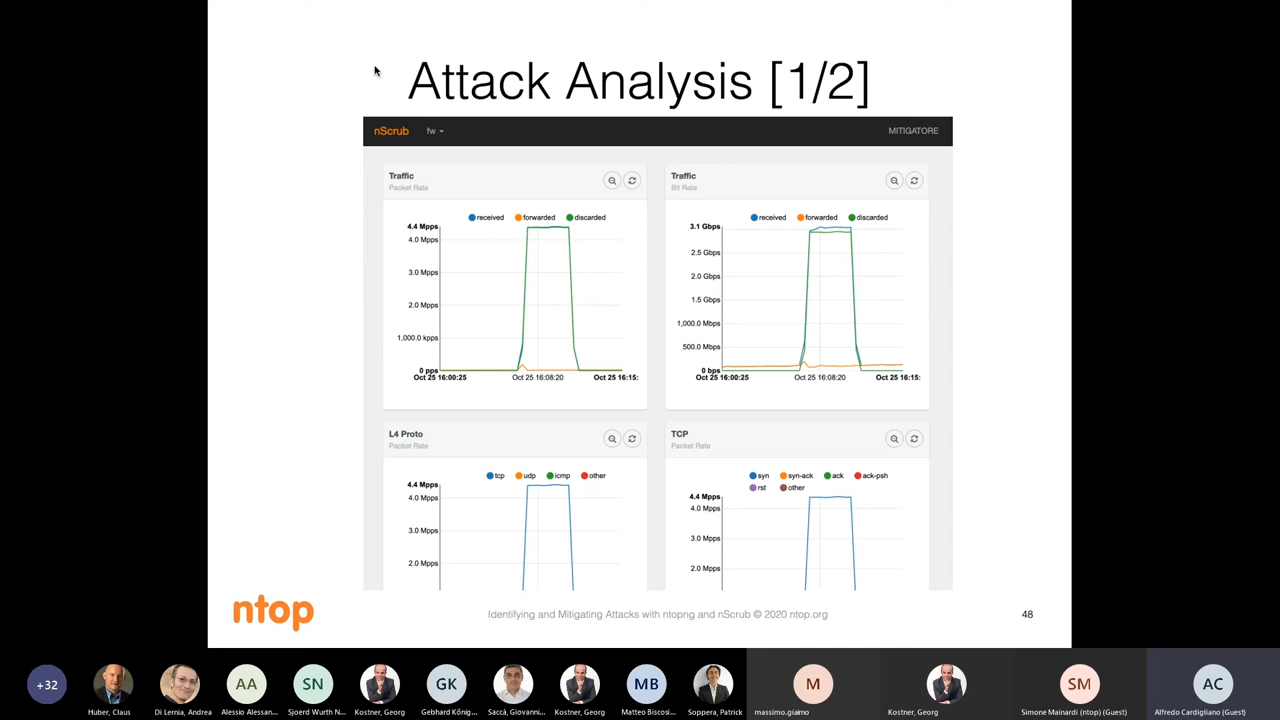 Attack Analysis [1/2]
nScrub
fw
MITIGATORE
Traffic
Packet Rate
received forwarded discarded
4.4 Mpps
4.0 Mpps
3.0 Mpps
2.0 Mpps
1,000.0 kpps
0 pps
Oct 25 16:00:25 Oct 25 16:08:20 Oct 25 16:15:
Traffic
Bit Rate
received forwarded discarded
3.1 Gbps
2.5 Gbps
2.0 Gbps
1.5 Gbps
1,000.0 Mbps
500.0 Mbps
0 bps
Oct 25 16:00:25 Oct 25 16:08:20 Oct 25 16:15:
L4 Proto
Packet Rate
tcp udp icmp other
4.4 Mpps
4.0 Mpps
3.0 Mpps
2.0 Mpps
TCP
Packet Rate
syn syn-ack ack ack-psh
rst other
4.4 Mpps
4.0 Mpps
3.0 Mpps
2.0 Mpps
ntop
Identifying and Mitigating Attacks with ntopng and nScrub © 2020 ntop.org
48
+32
AA
SN
GK
MB
M
SM
AC
Huber, Claus
Di Lernia, Andrea
Alessio Alessan...
Sjoerd Wurth N...
Kostner, Georg
Gebhard König...
Saccà, Giovanni...
Kostner, Georg
Matteo Biscosi...
Soppera, Patrick
massimo.giaimo
Kostner, Georg
Simone Mainardi (ntop) (Guest)
Alfredo Cardigliano (Guest)